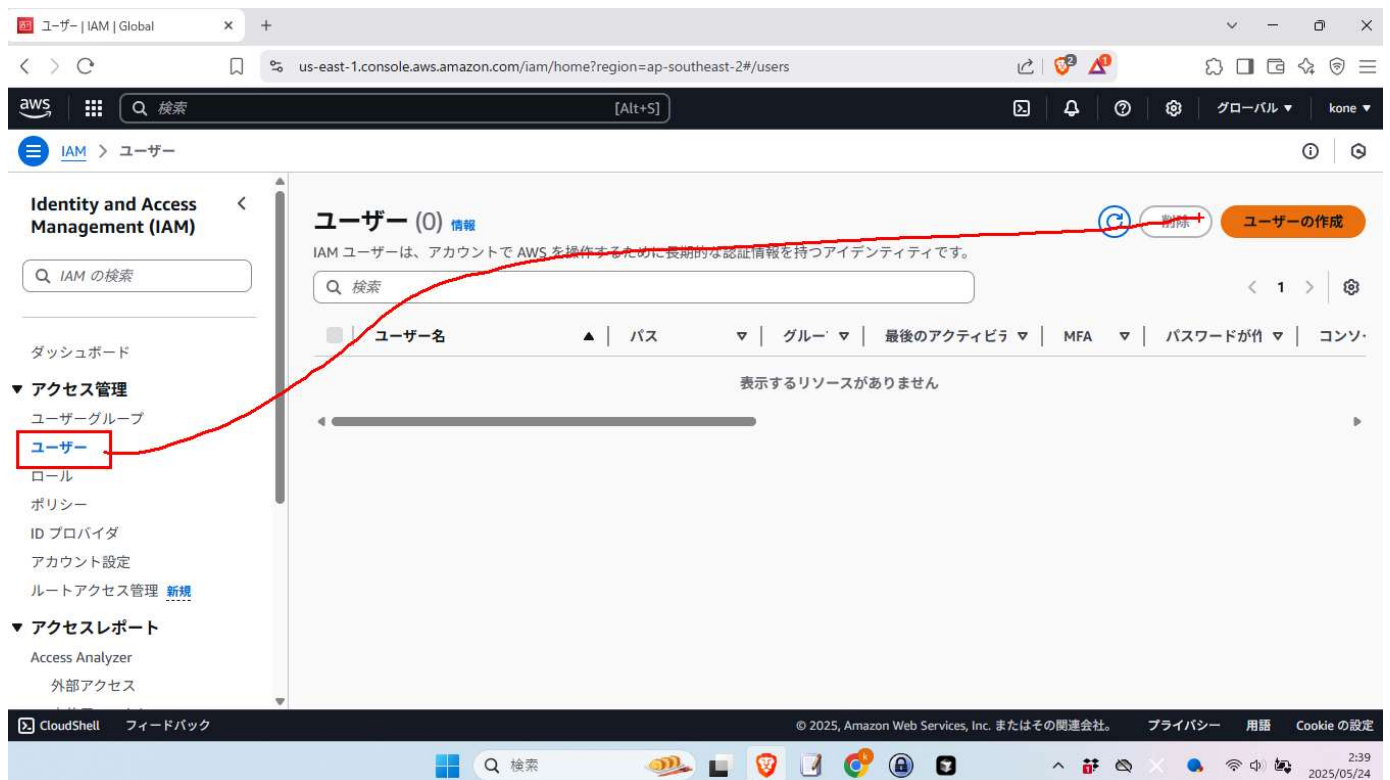 ユーザー | IAM | Global
us-east-1.console.aws.amazon.com/iam/home?region=ap-southeast-2#/users
2
aws
検索
[Alt+S]
グローバル ▼
kone ▼
IAM > ユーザー
Identity and Access Management (IAM)
IAM の検索
ダッシュボード
▼ アクセス管理
ユーザーグループ
ユーザー
ロール
ポリシー
ID プロバイダ
アカウント設定
ルートアクセス管理 新規
▼ アクセスレポート
Access Analyzer
外部アクセス
ユーザー (0) 情報
削除
ユーザーの作成
IAM ユーザーは、アカウントで AWS を操作するために長期的な認証情報を持つアイデンティティです。
検索
1
ユーザー名
パス
グルー
最後のアクティビ
MFA
パスワードが
コンソ
表示するリソースがありません
CloudShell フィードバック
© 2025, Amazon Web Services, Inc. またはその関連会社。
プライバシー 用語 Cookie の設定
検索
2:39
2025/05/24